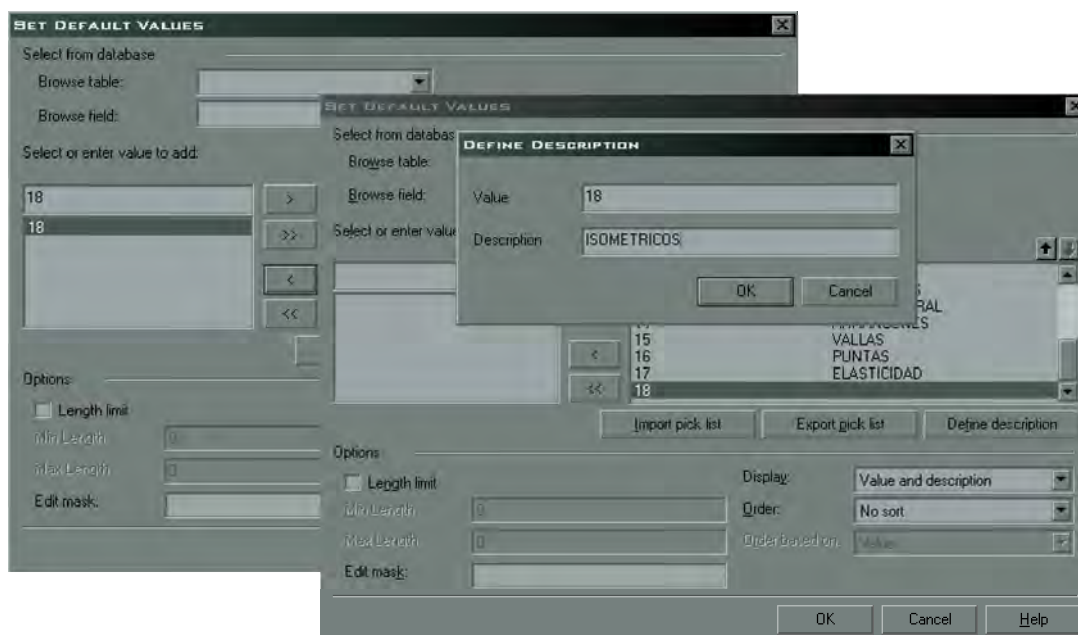 SET DEFAULT VALUES
Select from database
Browse table:
Browse field:
Select or enter value to add:
18
18
>
>>
<
<<
Options
Length limit
Min Length
0
Max Length
0
Edit mask:
SET DEFAULT VALUES
Select from databas
Browse table:
Browse field:
Select or enter value
<
<<
RAL
15 VALLAS
16 PUNTAS
17 ELASTICIDAD
18
Import pick list
Export pick list
Define description
Options
Length limit
Min Length
0
Max Length
0
Edit mask:
Display:
Value and description
Order:
No sort
Order based on:
Value
OK
Cancel
Help
DEFINE DESCRIPTION
Value
18
Description
ISOMETRICOS
OK
Cancel